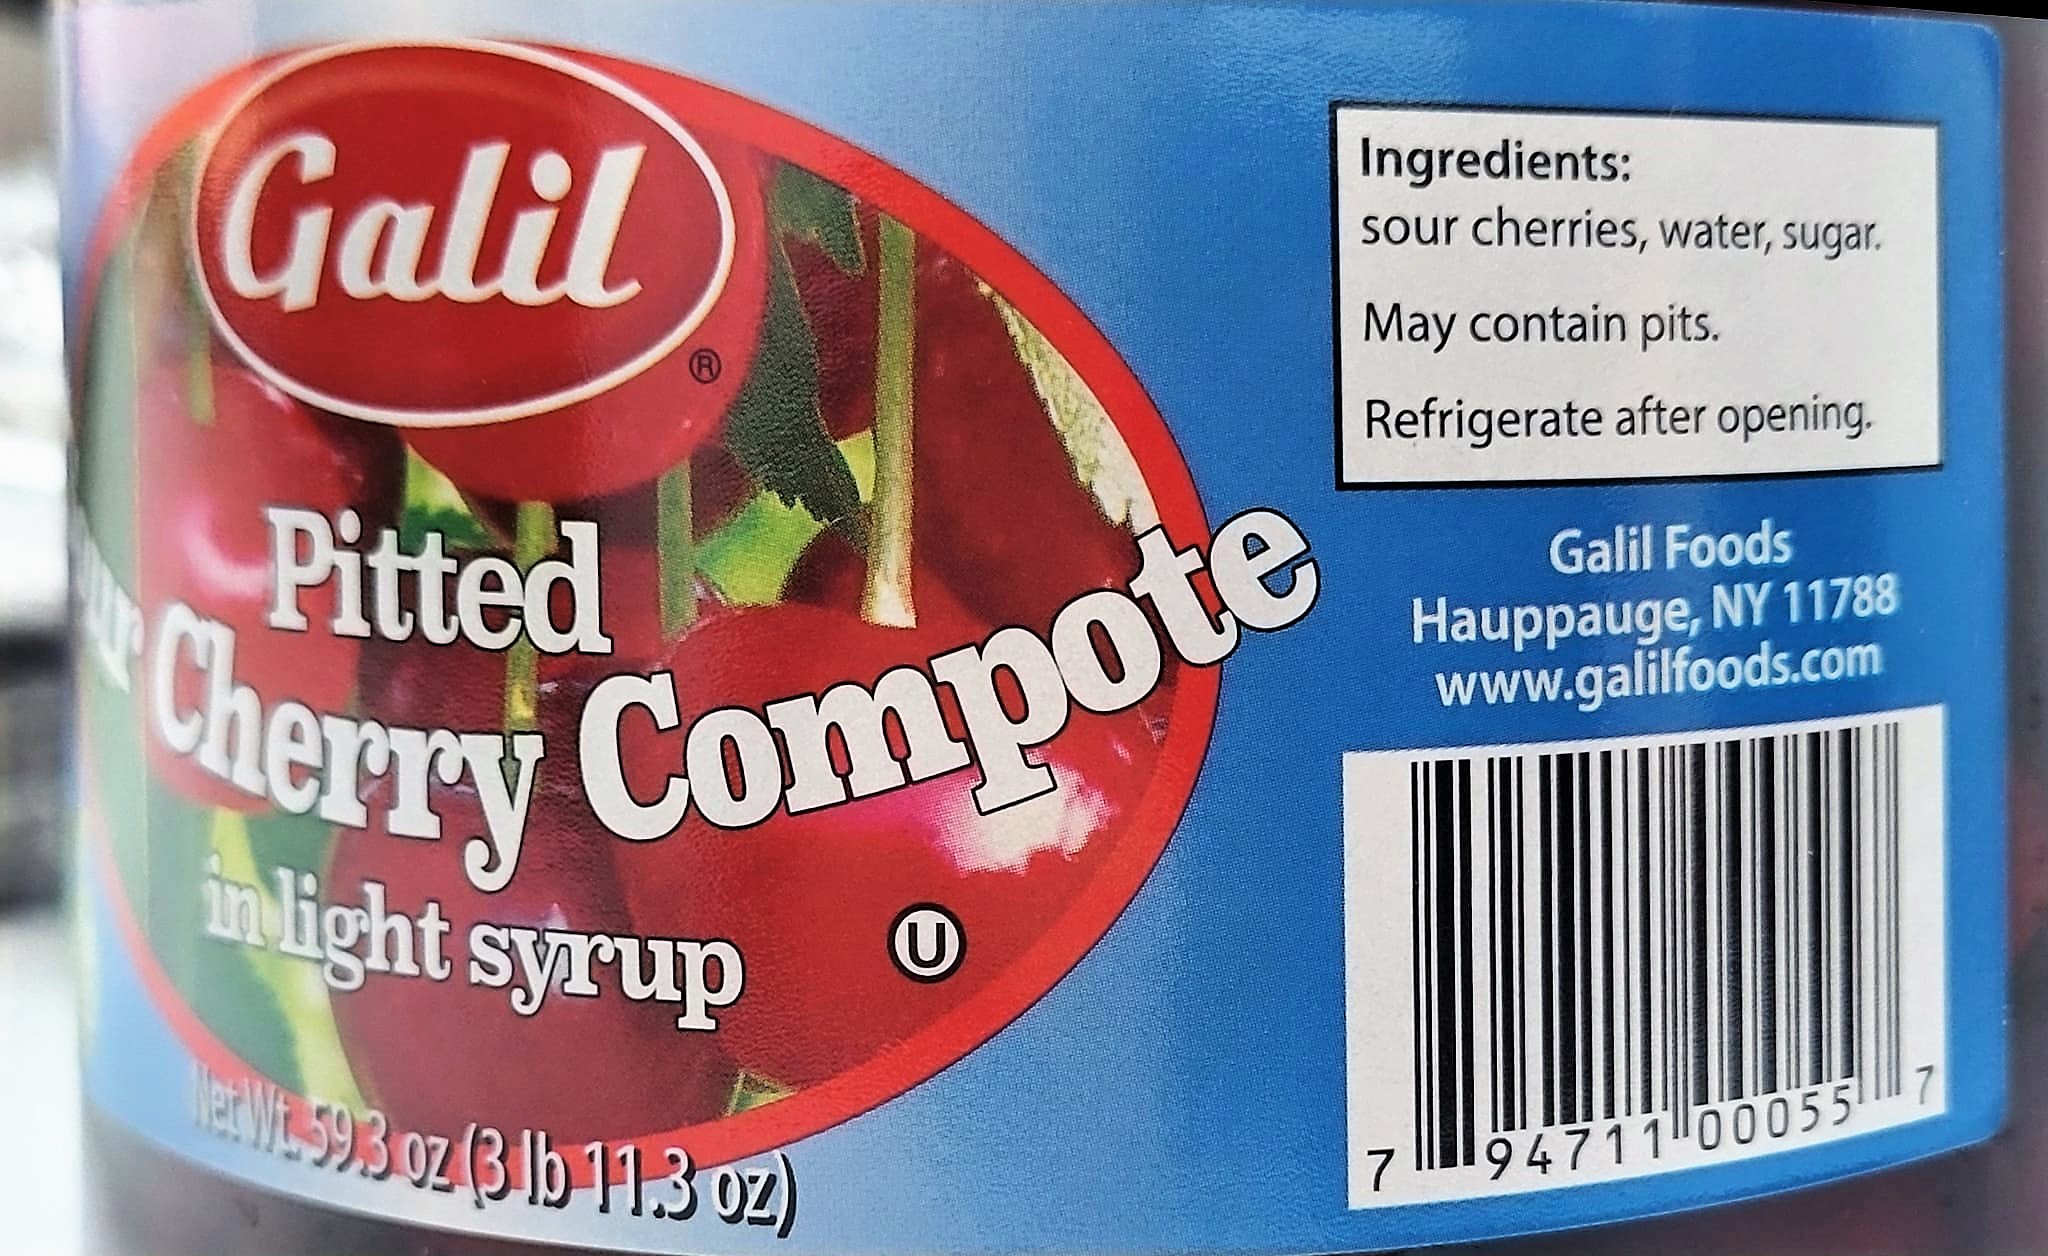 Galil
®
Pitted
Cherry Compote
in light syrup
U
Net Wt. 59.3 oz (3 lb 11.3 oz)
Ingredients:
sour cherries, water, sugar.
May contain pits.
Refrigerate after opening.
Galil Foods
Hauppauge, NY 11788
www.galilfoods.com
7 94711 00055 7